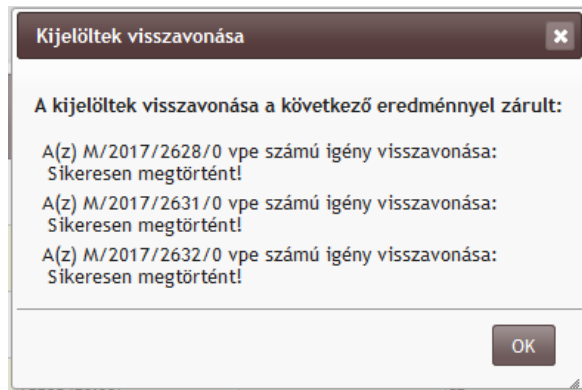 Kijelöltek visszavonása
A kijelöltek visszavonása a következő eredménnyel zárult:
A(z) M/2017/2628/0 vpe számú igény visszavonása:
Sikeresen megtörtént!
A(z) M/2017/2631/0 vpe számú igény visszavonása:
Sikeresen megtörtént!
A(z) M/2017/2632/0 vpe számú igény visszavonása:
Sikeresen megtörtént!
OK